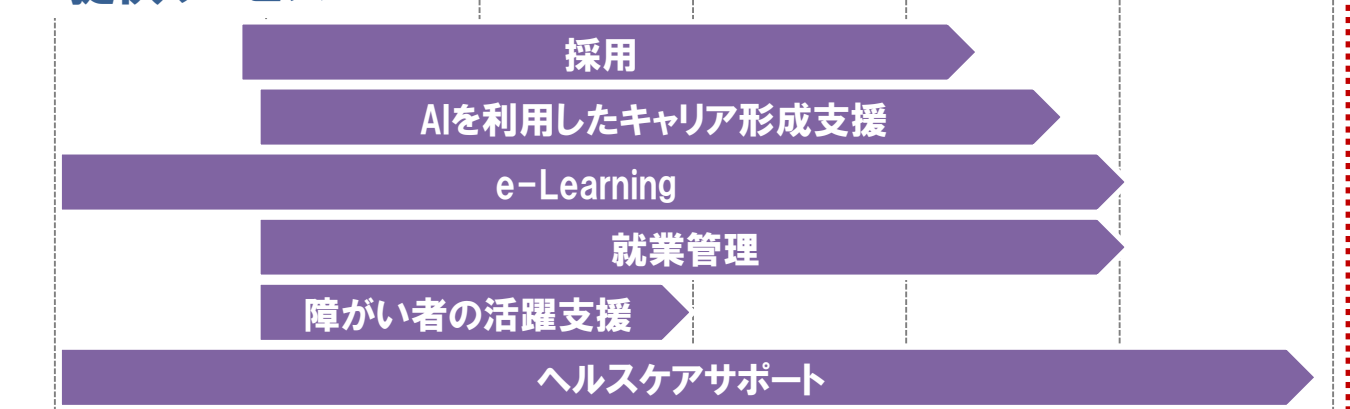 採用
AIを利用したキャリア形成支援
e-Learning
就業管理
障がい者の活躍支援
ヘルスケアサポート